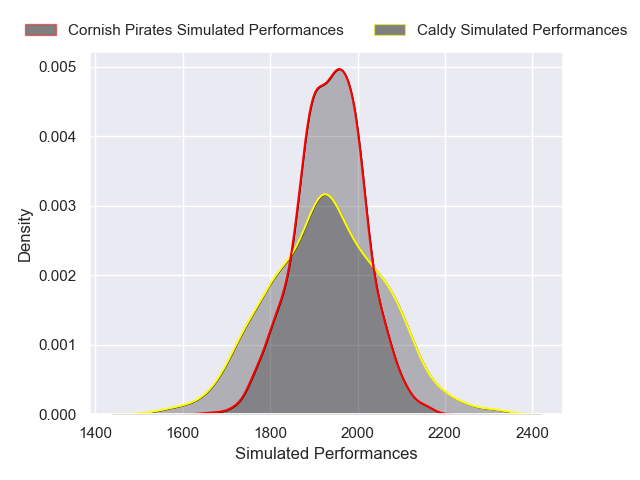 Cornish Pirates Simulated Performances Caldy Simulated Performances
0.005
0.004
0.003
0.002
0.001
0.000
Density
1400 1600 1800 2000 2200 2400
Simulated Performances